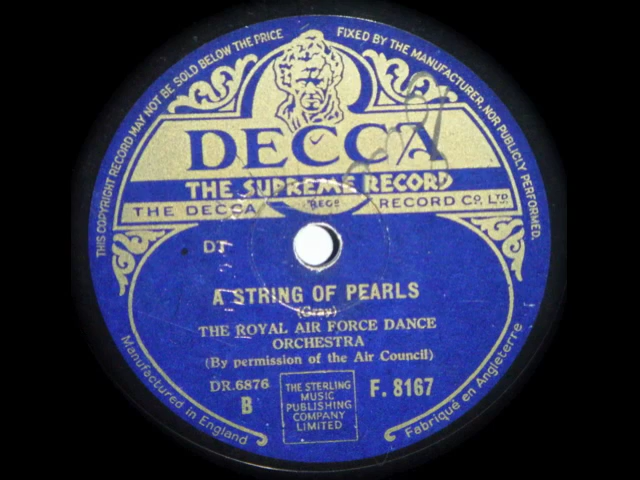 THIS COPYRIGHT RECORD MAY NOT BE SOLD BELOW THE PRICE FIXED BY THE MANUFACTURER, NOR PUBLICLY PERFORMED.
DECCA
THE SUPREME RECORD
THE DECCA REGD RECORD CO. LTD.
DJ
A STRING OF PEARLS
(Gray)
THE ROYAL AIR FORCE DANCE
ORCHESTRA
(By permission of the Air Council)
DR.6876
B
THE STERLING
MUSIC
PUBLISHING
COMPANY
LIMITED
F. 8167
Manufactured in England
Fabriqué en Angleterre